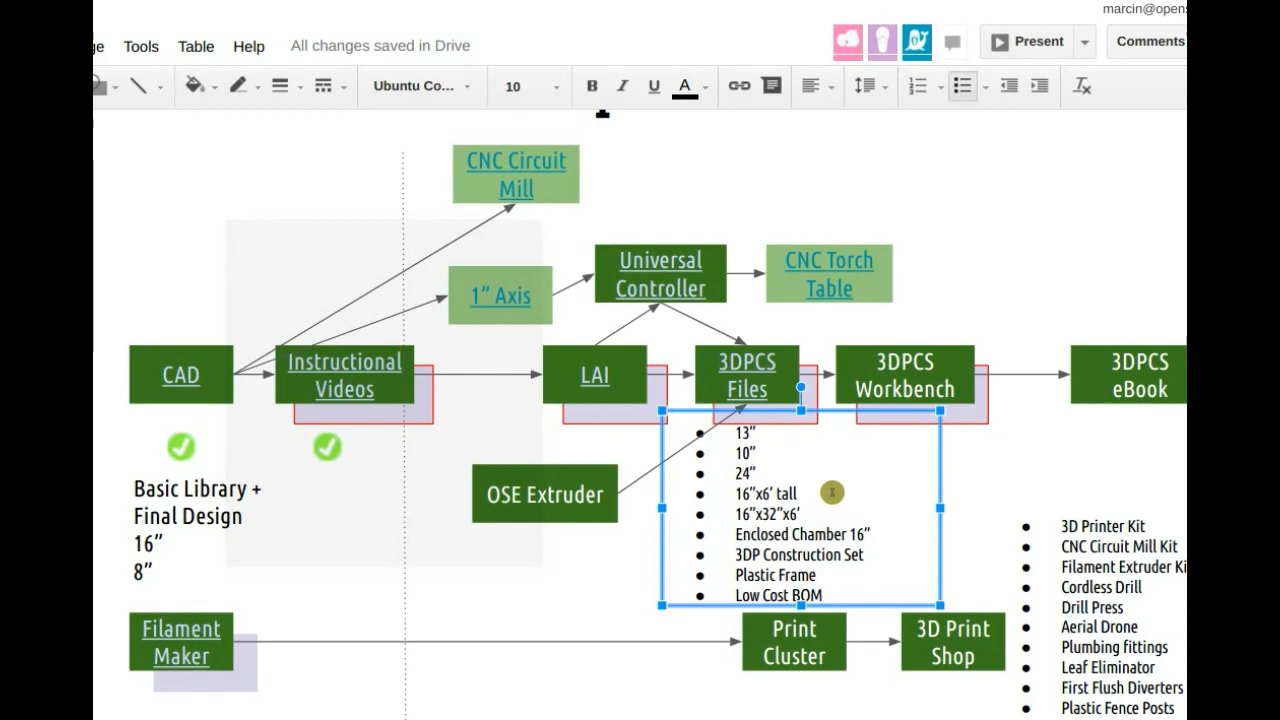 marcin@opens
ge Tools Table Help All changes saved in Drive
Present
Comments
Ubuntu Co...
10
B I U A
CNC Circuit
Mill
Universal
Controller
CNC Torch
Table
1” Axis
CAD
Instructional
Videos
LAI
3DPCS
Files
3DPCS
Workbench
3DPCS
eBook
Basic Library +
Final Design
16”
8”
OSE Extruder
● 13”
● 10”
● 24”
● 16”x6’ tall
● 16”x32”x6’
● Enclosed Chamber 16”
● 3DP Construction Set
● Plastic Frame
● Low Cost BOM
● 3D Printer Kit
● CNC Circuit Mill Kit
● Filament Extruder Ki
● Cordless Drill
● Drill Press
● Aerial Drone
● Plumbing fittings
● Leaf Eliminator
● First Flush Diverters
● Plastic Fence Posts
Filament
Maker
Print
Cluster
3D Print
Shop